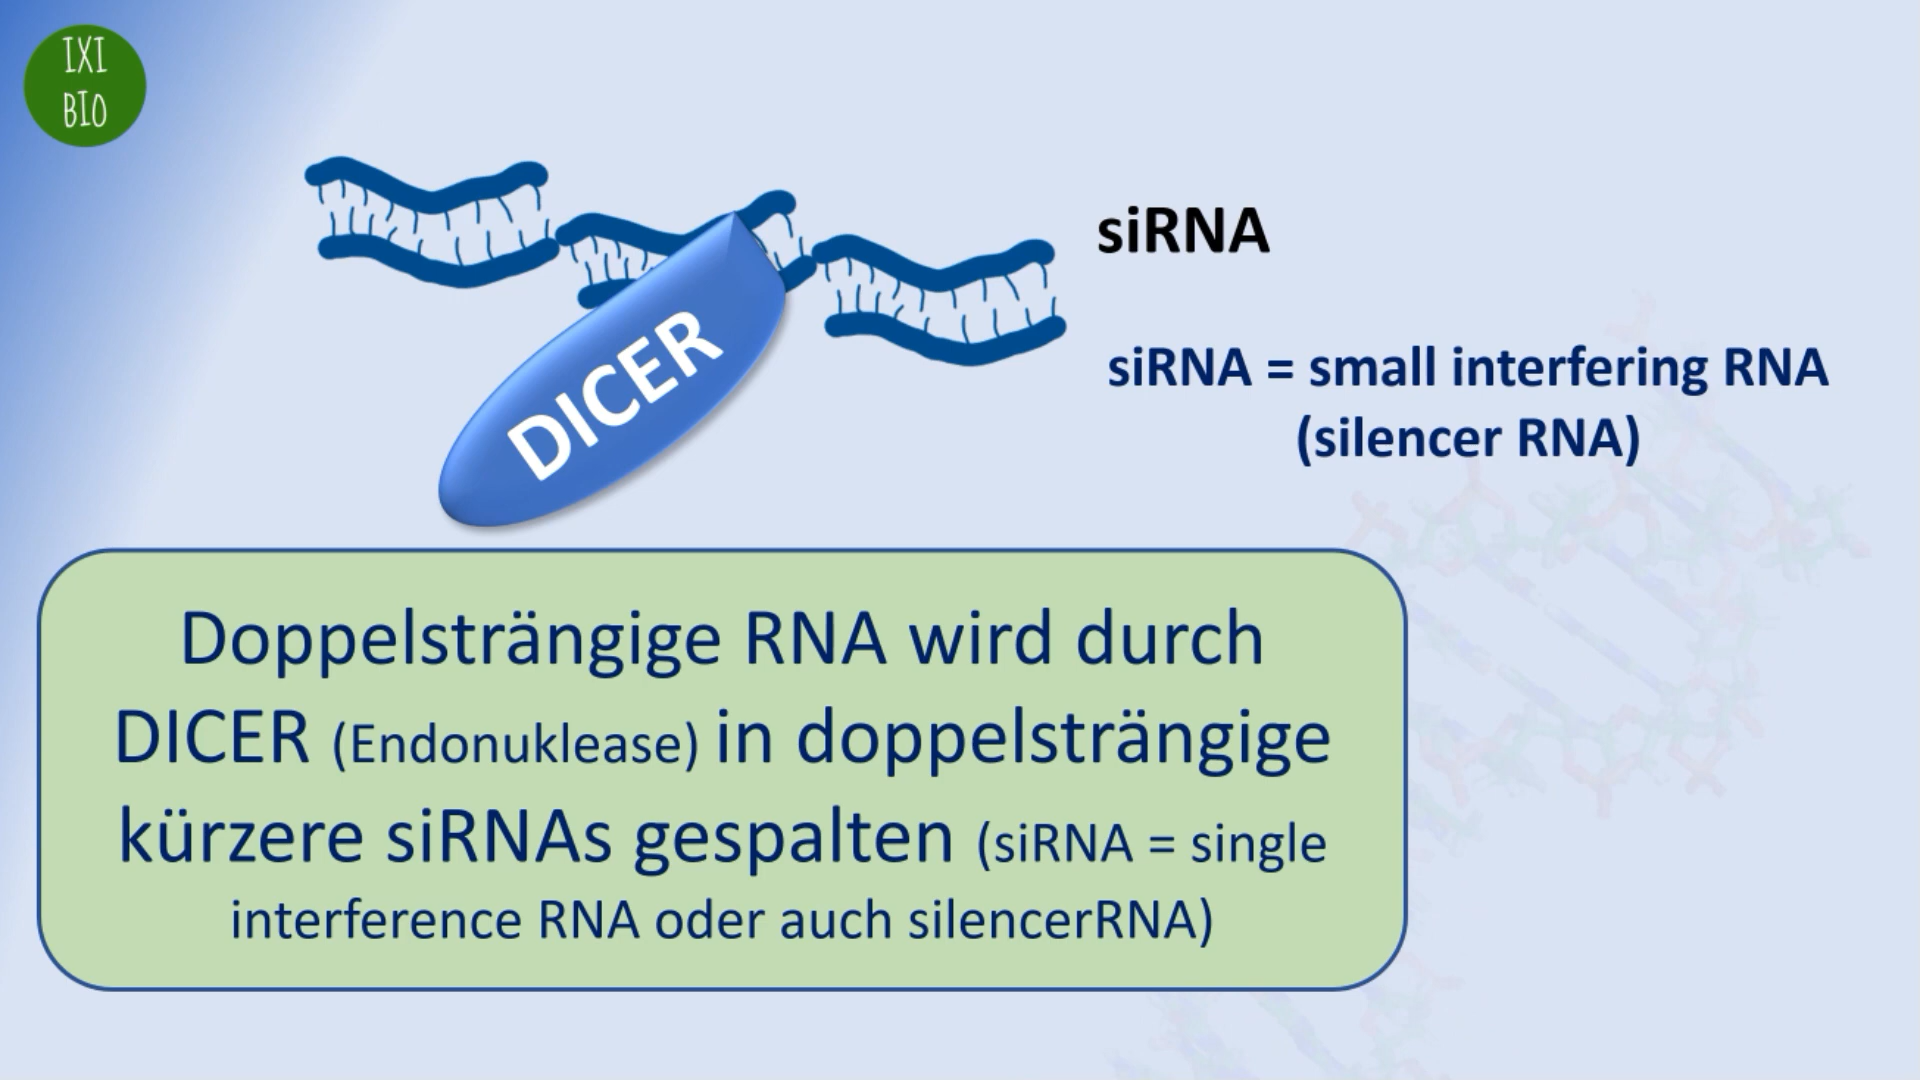 IXI
BIO
siRNA
DICER
siRNA = small interfering RNA
(silencer RNA)
Doppelsträngige RNA wird durch
DICER (Endonuklease) in doppelsträngige
kürzere siRNAs gespalten (siRNA = single
interference RNA oder auch silencerRNA)